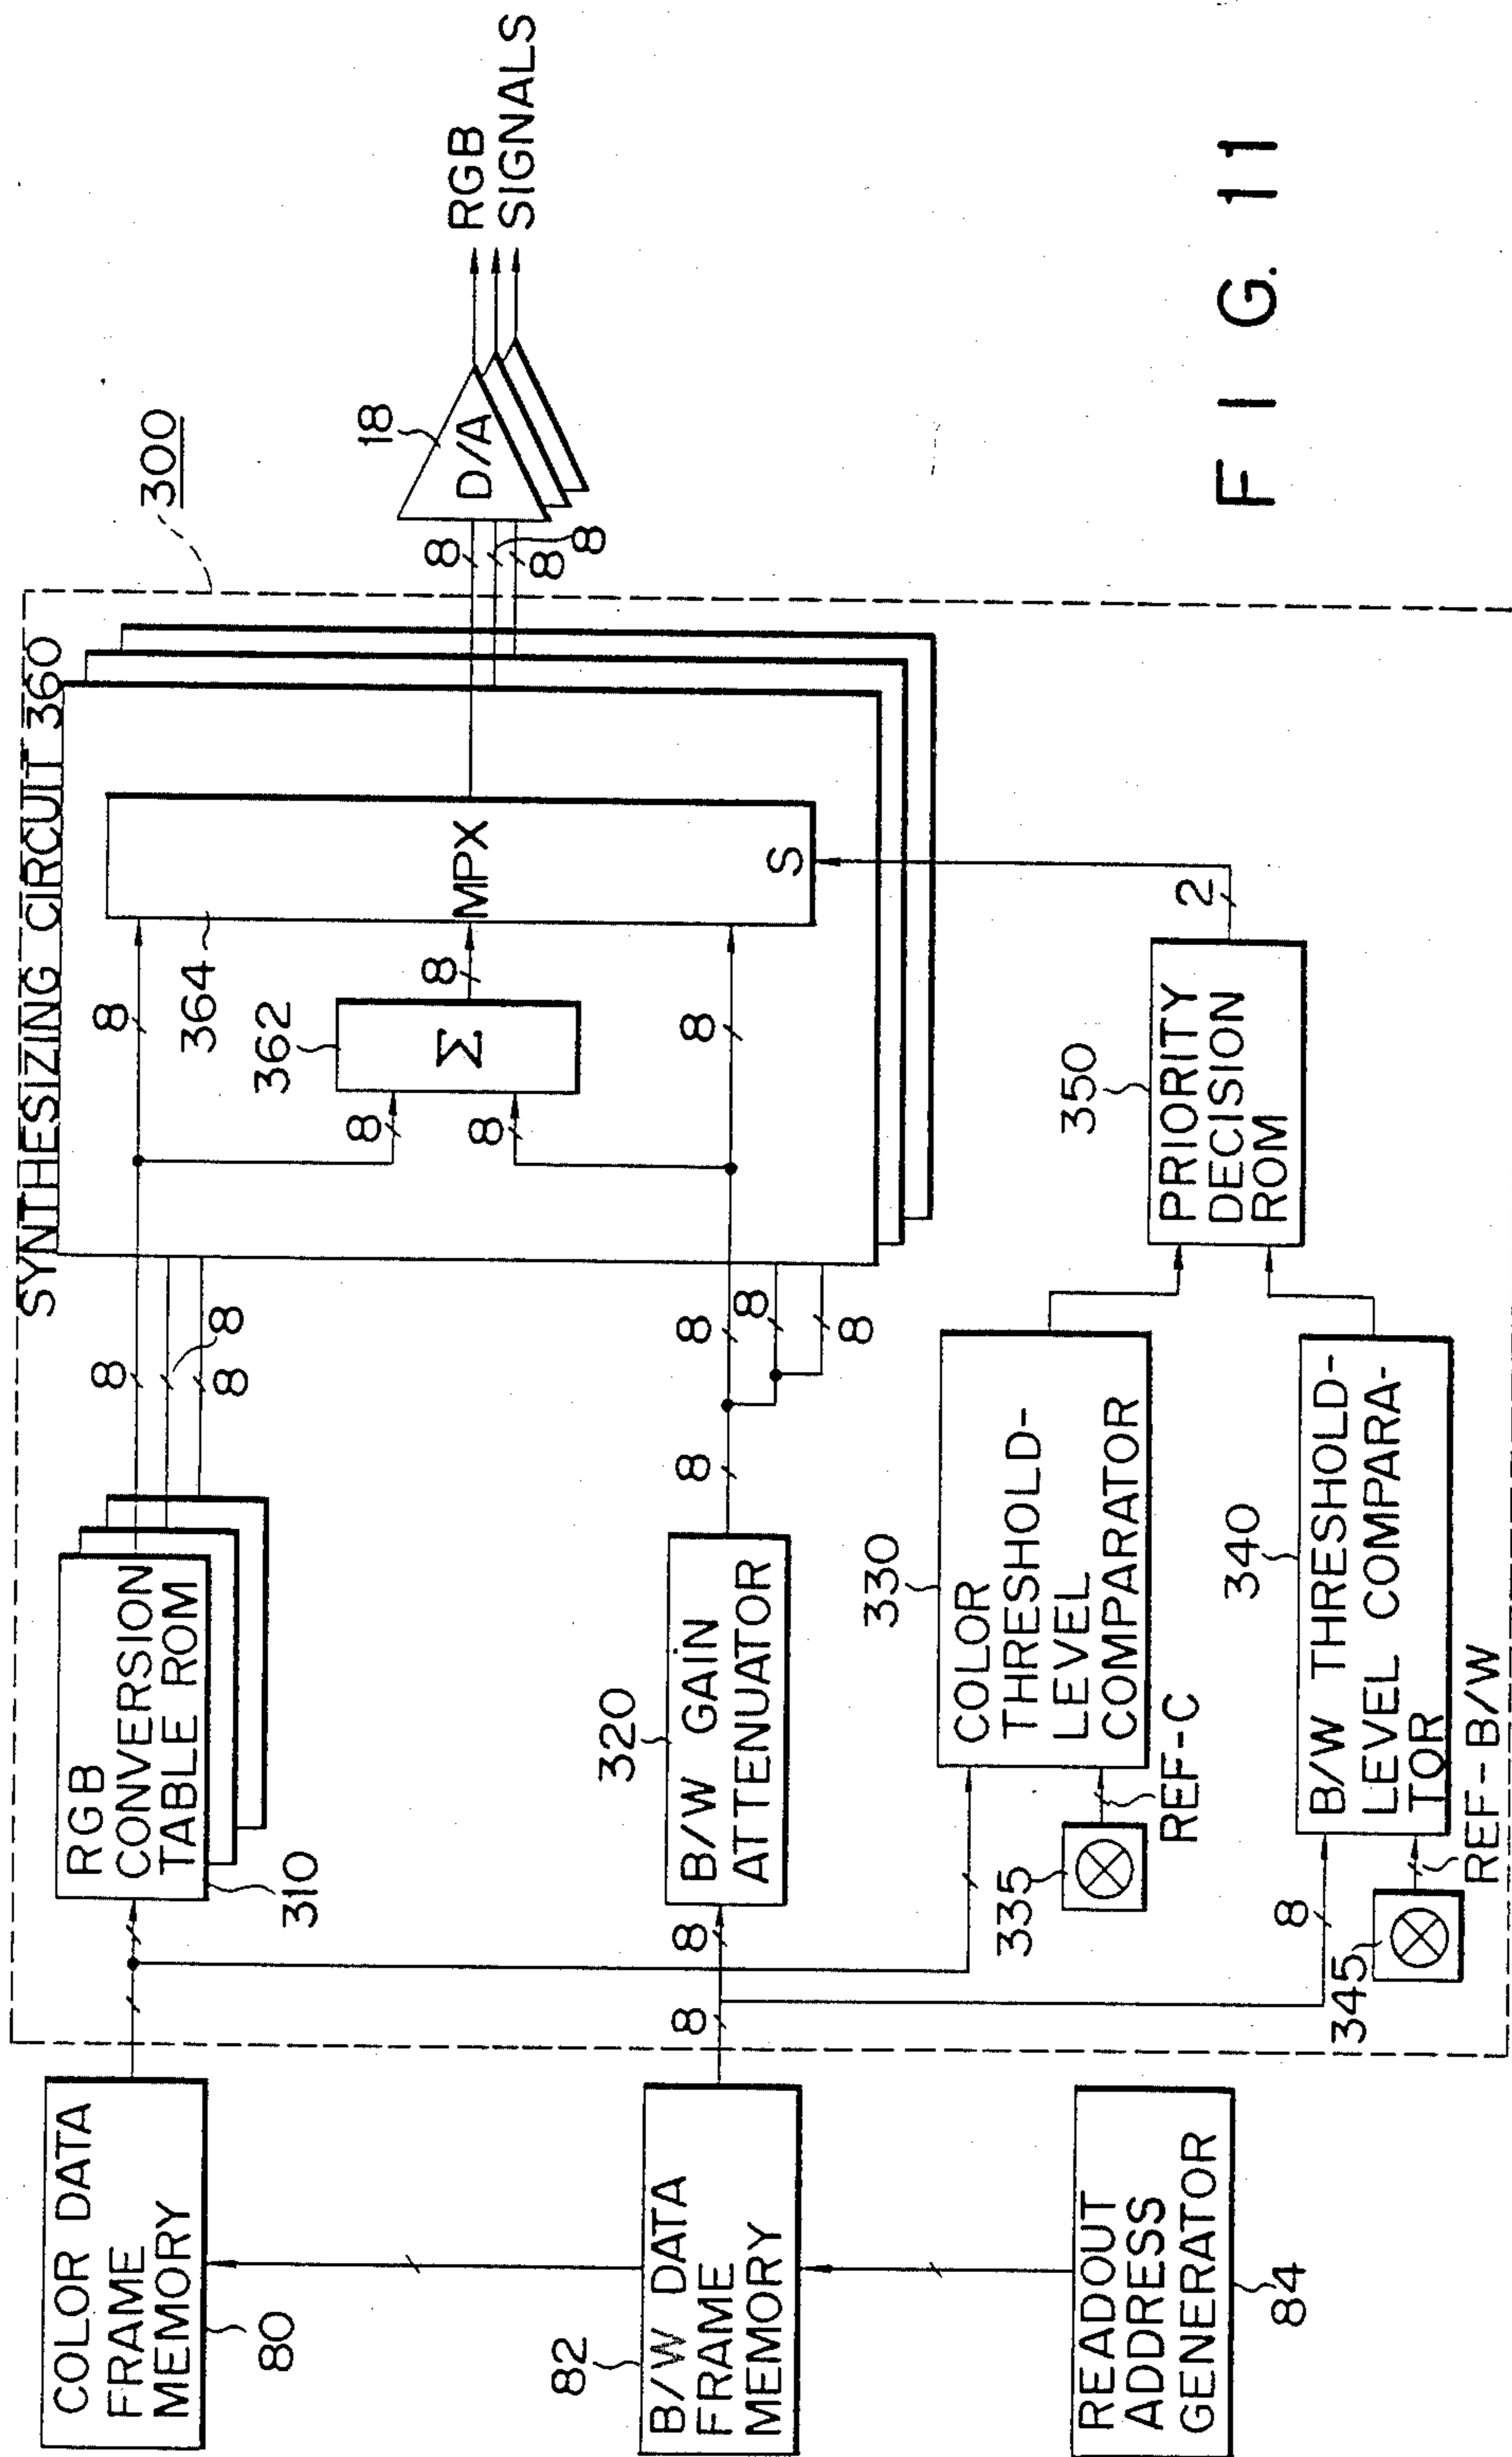 SYNTHESIZING CIRCUIT 360
300
RGB
SIGNALS
COLOR DATA
FRAME
MEMORY
80
RGB
CONVERSION
TABLE ROM
310
8
8
8
8
364
MPX
S
8
362
Σ
8
8
8
8
8
8
18
D/A
B/W DATA
FRAME
MEMORY
82
8
8
320
B/W GAIN
ATTENUATOR
8
8
8
8
READOUT
ADDRESS
GENERATOR
84
330
COLOR
THRESHOLD-
LEVEL
COMPARATOR
335
REF-C
350
PRIORITY
DECISION
ROM
2
340
B/W THRESHOLD-
LEVEL COMPARA-
TOR
8
345
REF-B/W
FIG. 11